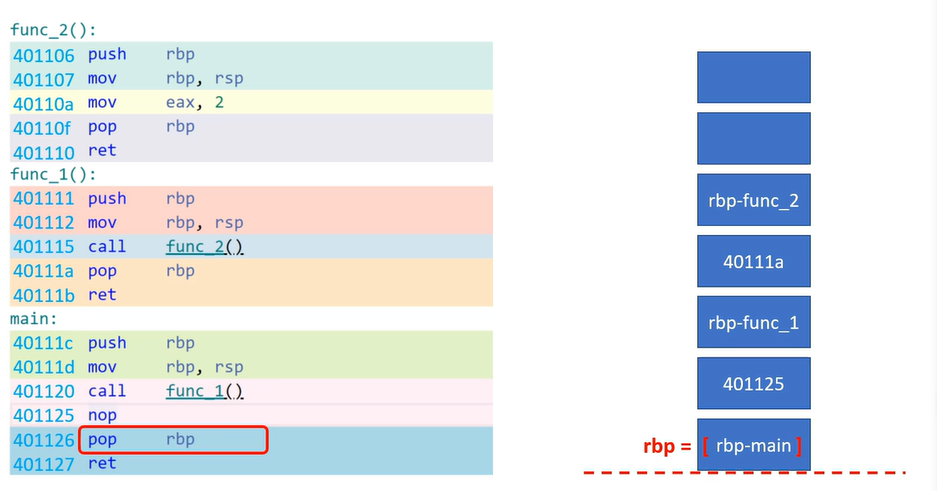 func_2():
401106 push rbp
401107 mov rbp, rsp
40110a mov eax, 2
40110f pop rbp
401110 ret
func_1():
401111 push rbp
401112 mov rbp, rsp
401115 call func_2()
40111a pop rbp
40111b ret
main:
40111c push rbp
40111d mov rbp, rsp
401120 call func_1()
401125 nop
401126 pop rbp
401127 ret
rbp-func_2
40111a
rbp-func_1
401125
rbp = [ rbp-main ]